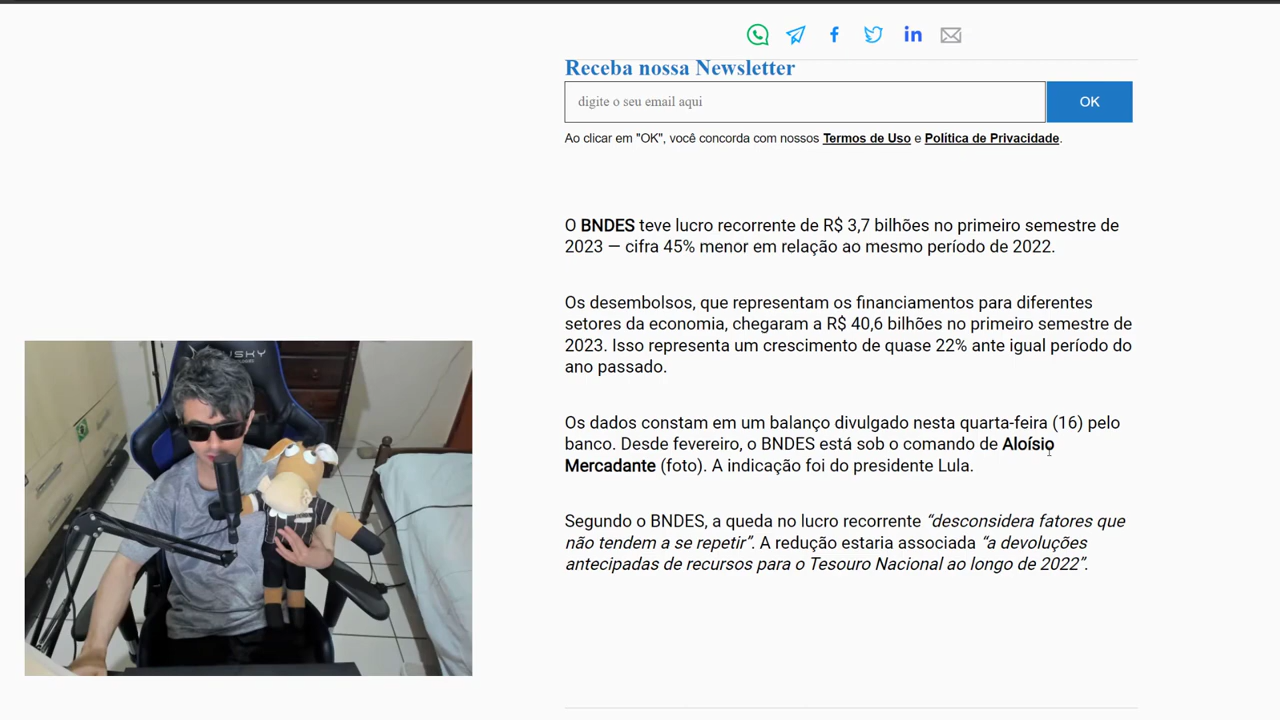 Receba nossa Newsletter
digite o seu email aqui
OK
Ao clicar em "OK", você concorda com nossos Termos de Uso e Política de Privacidade.
O BNDES teve lucro recorrente de R$ 3,7 bilhões no primeiro semestre de
2023 — cifra 45% menor em relação ao mesmo período de 2022.
Os desembolsos, que representam os financiamentos para diferentes
setores da economia, chegaram a R$ 40,6 bilhões no primeiro semestre de
2023. Isso representa um crescimento de quase 22% ante igual período do
ano passado.
Os dados constam em um balanço divulgado nesta quarta-feira (16) pelo
banco. Desde fevereiro, o BNDES está sob o comando de Aloísio
Mercadante (foto). A indicação foi do presidente Lula.
Segundo o BNDES, a queda no lucro recorrente “desconsidera fatores que
não tendem a se repetir”. A redução estaria associada “a devoluções
antecipadas de recursos para o Tesouro Nacional ao longo de 2022”.